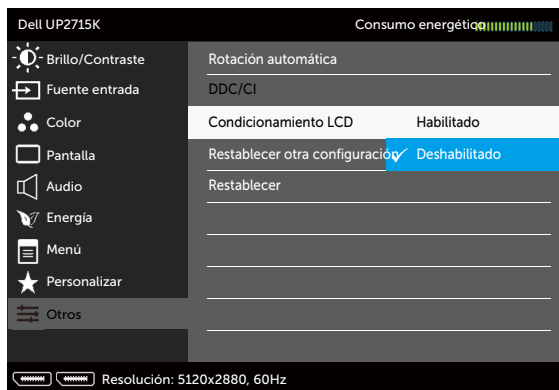 Dell UP2715K Consumo energético
Brillo/Contraste Rotación automática
Fuente entrada DDC/CI
Color Condicionamiento LCD Habilitado
Pantalla Restablecer otra configuración Deshabilitado
Audio Restablecer
Energía
Menú
Personalizar
Otros
Resolución: 5120x2880, 60Hz